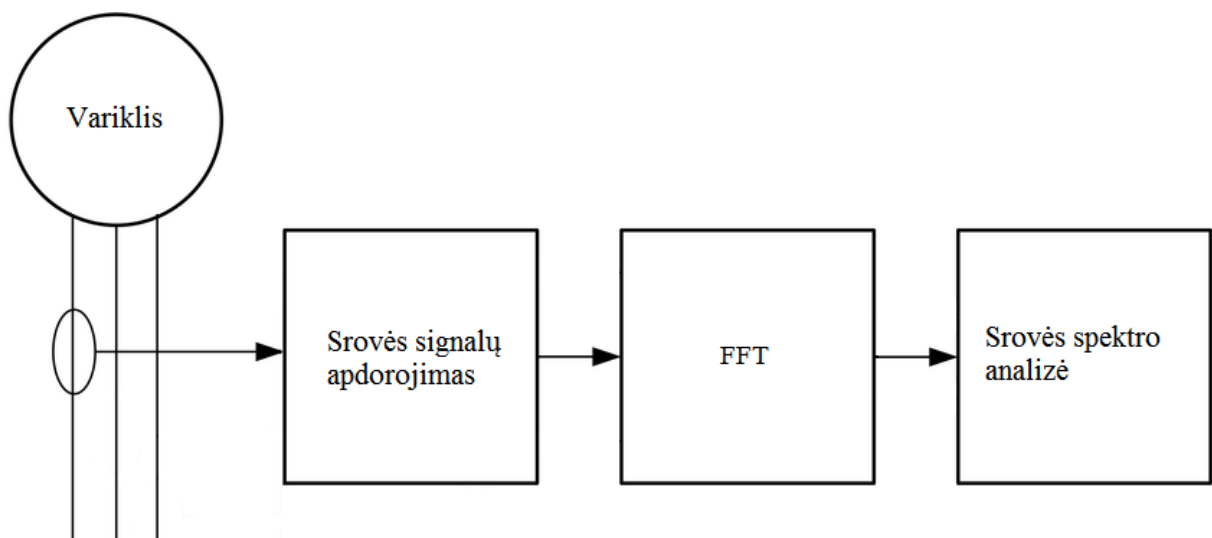 Variklis
Srovės signalų
apdorojimas
FFT
Srovės spektro
analizė